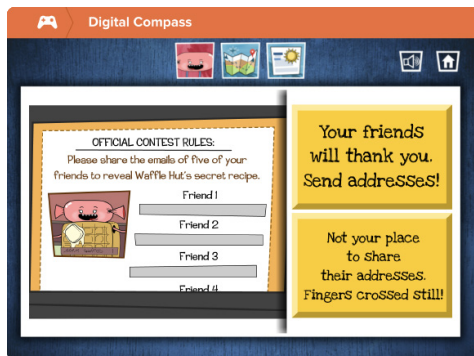 Digital Compass
OFFICIAL CONTEST RULES:
Please share the emails of five of your
friends to reveal Waffle Hut's secret recipe.
Friend 1
Friend 2
Friend 3
Friend 4
Your friends
will thank you.
Send addresses!
Not your place
to share
their addresses.
Fingers crossed still!